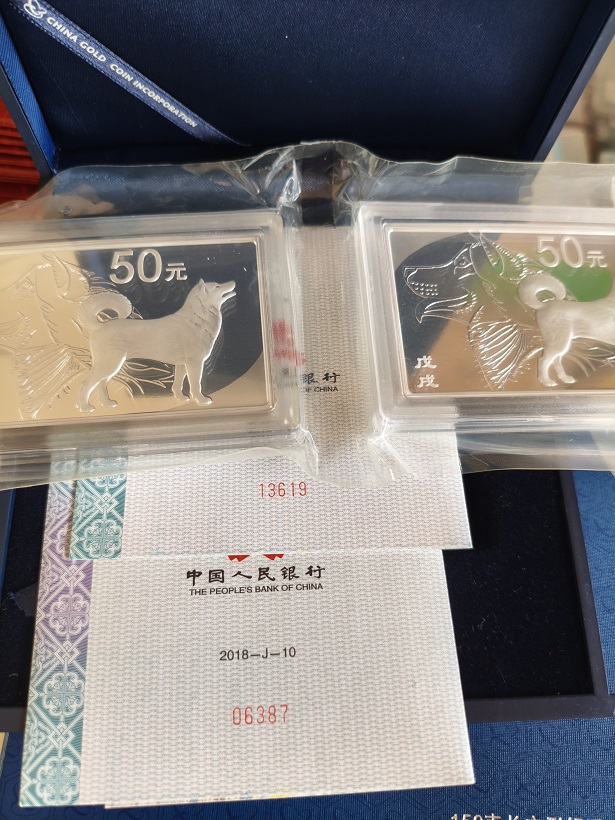 CHINA GOLD COIN INCORPORATION
50元
50元
戊
戌
银行
OF CHINA
13619
中国人民银行
THE PEOPLE'S BANK OF CHINA
2018-J-10
06387